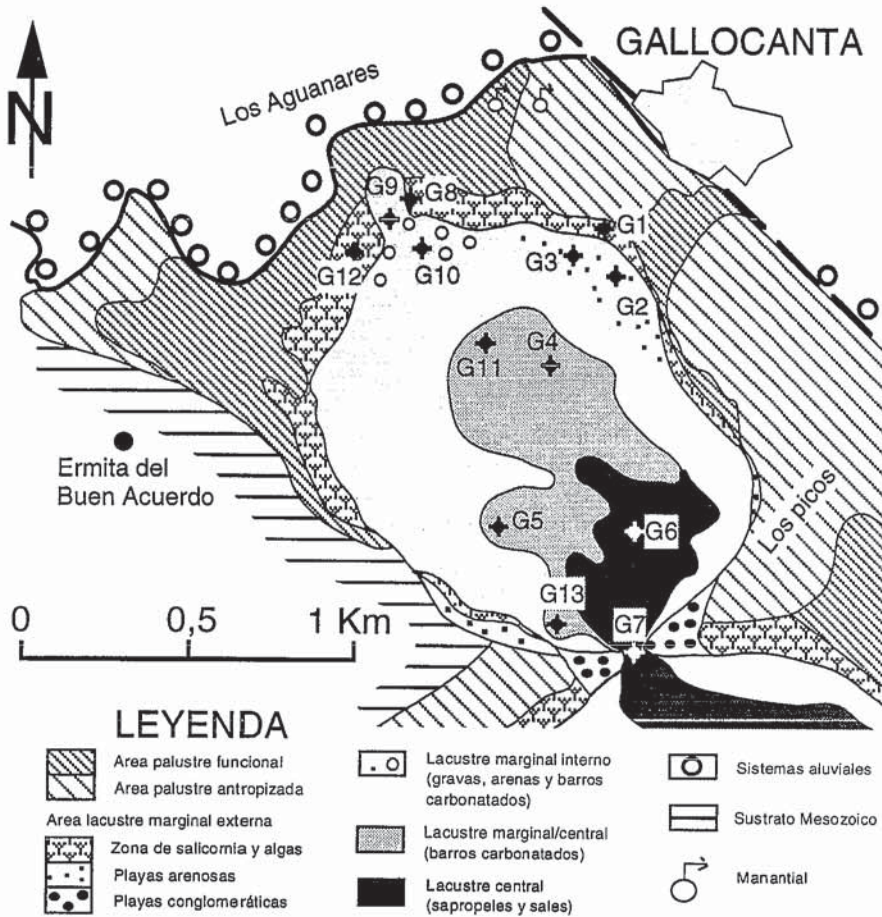 GALLOCANTA
N
Los Aguanares
G9
G8
G1
G12
G10
G3
G2
G11
G4
Ermita del
Buen Acuerdo
Los picos
G5
G6
G13
G7
0 0,5 1 Km
LEYENDA
Area palustre funcional
Area palustre antropizada
Area lacustre marginal externa
Zona de salicornia y algas
Playas arenosas
Playas conglomeráticas
Lacustre marginal interno
(gravas, arenas y barros
carbonatados)
Lacustre marginal/central
(barros carbonatados)
Lacustre central
(sapropeles y sales)
Sistemas aluviales
Sustrato Mesozoico
Manantial